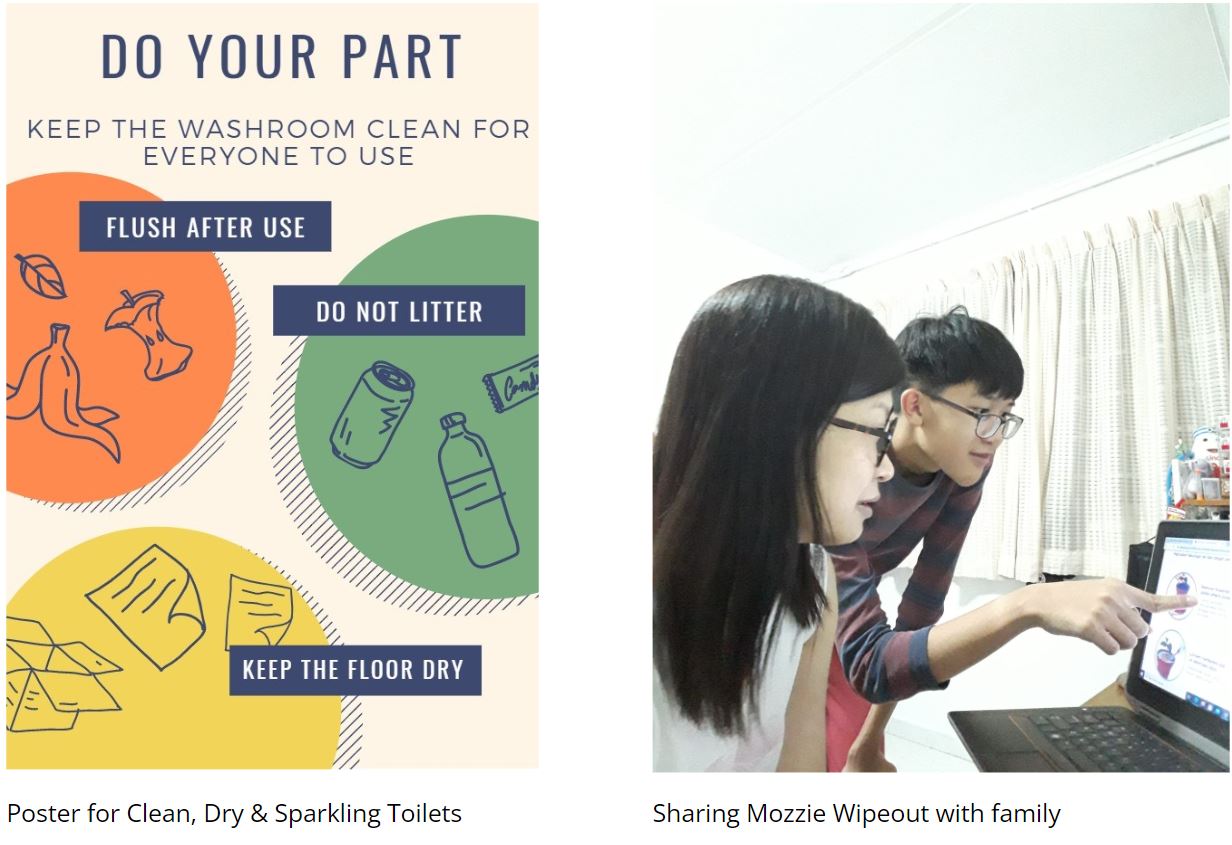 DO YOUR PART
KEEP THE WASHROOM CLEAN FOR
EVERYONE TO USE
FLUSH AFTER USE
DO NOT LITTER
KEEP THE FLOOR DRY
Poster for Clean, Dry & Sparkling Toilets
Sharing Mozzie Wipeout with family